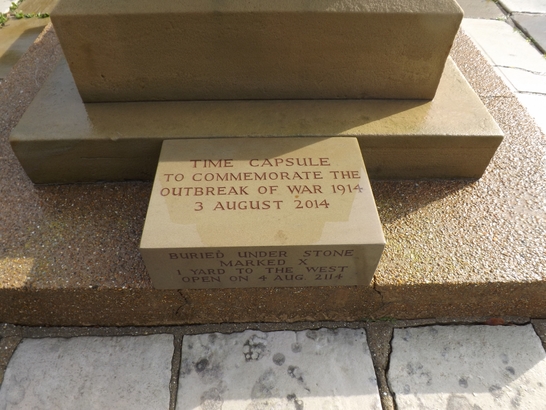 TIME CAPSULE
TO COMMEMORATE THE
OUTBREAK OF WAR 1914
3 AUGUST 2014
BURIED UNDER STONE
MARKED X
1 YARD TO THE WEST
OPEN ON 4 AUG. 2114